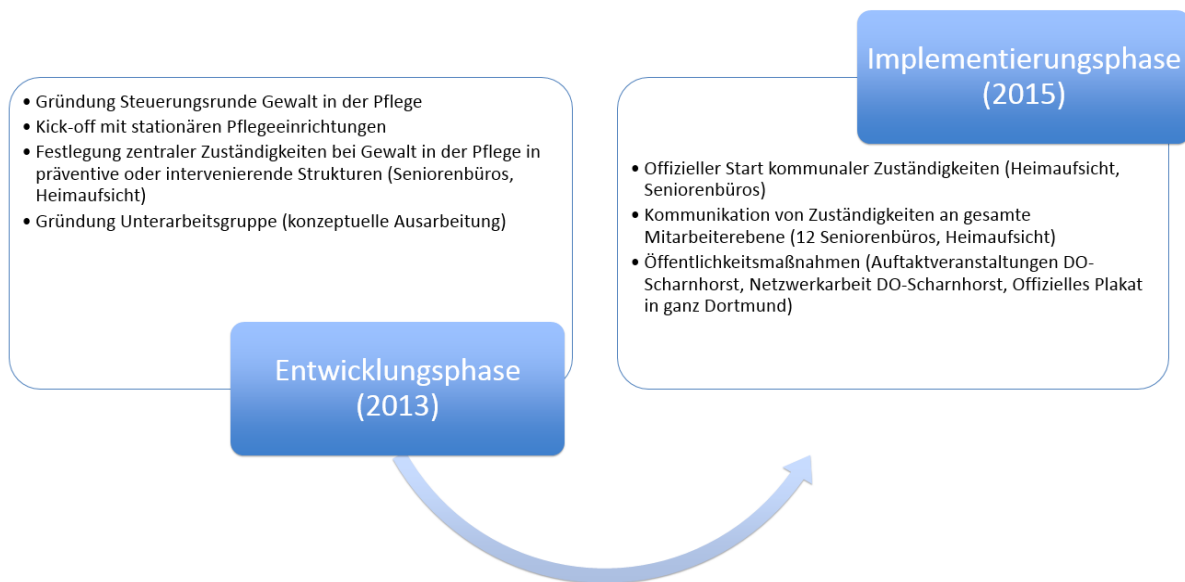 • Gründung Steuerungsrunde Gewalt in der Pflege
• Kick-off mit stationären Pflegeeinrichtungen
• Festlegung zentraler Zuständigkeiten bei Gewalt in der Pflege in
präventive oder intervenierende Strukturen (Seniorenbüros,
Heimaufsicht)
• Gründung Unterarbeitsgruppe (konzeptuelle Ausarbeitung)
Entwicklungsphase
(2013)
Implementierungsphase
(2015)
• Offizieller Start kommunaler Zuständigkeiten (Heimaufsicht,
Seniorenbüros)
• Kommunikation von Zuständigkeiten an gesamte
Mitarbeiterebene (12 Seniorenbüros, Heimaufsicht)
• Öffentlichkeitsmaßnahmen (Auftaktveranstaltungen DO-
Scharnhorst, Netzwerkarbeit DO-Scharnhorst, Offizielles Plakat
in ganz Dortmund)